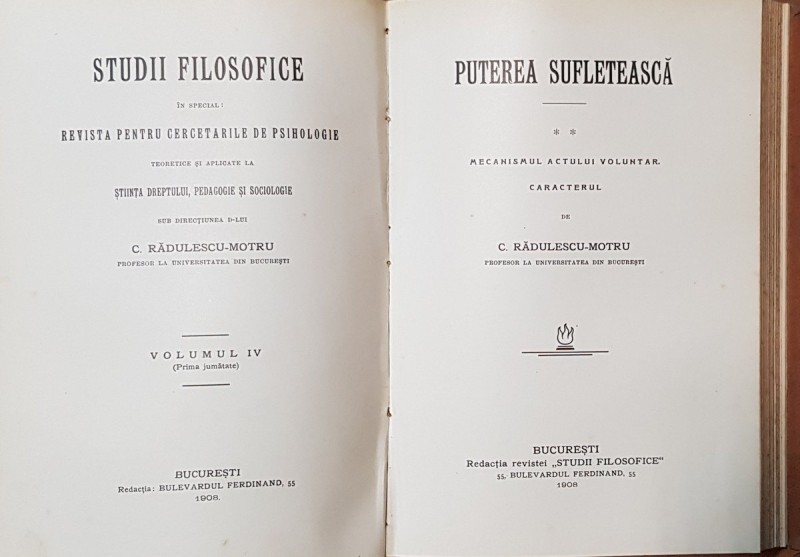 STUDII FILOSOFICE
ÎN SPECIAL:
REVISTA PENTRU CERCETARILE DE PSIHOLOGIE
TEORETICE ȘI APLICATE LA
ȘTIINȚA DREPTULUI, PEDAGOGIE ȘI SOCIOLOGIE
SUB DIRECȚIUNEA D-LUI
C. RĂDULESCU-MOTRU
PROFESOR LA UNIVERSITATEA DIN BUCUREȘTI
VOLUMUL IV
(Prima jumătate)
BUCUREȘTI
Redacția: BULEVARDUL FERDINAND, 55
1908.
PUTEREA SUFLETEASCĂ
* *
MECANISMUL ACTULUI VOLUNTAR.
CARACTERUL
DE
C. RĂDULESCU-MOTRU
PROFESOR LA UNIVERSITATEA DIN BUCUREȘTI
BUCUREȘTI
Redacția revistei „STUDII FILOSOFICE"
55, BULEVARDUL FERDINAND, 55
1908